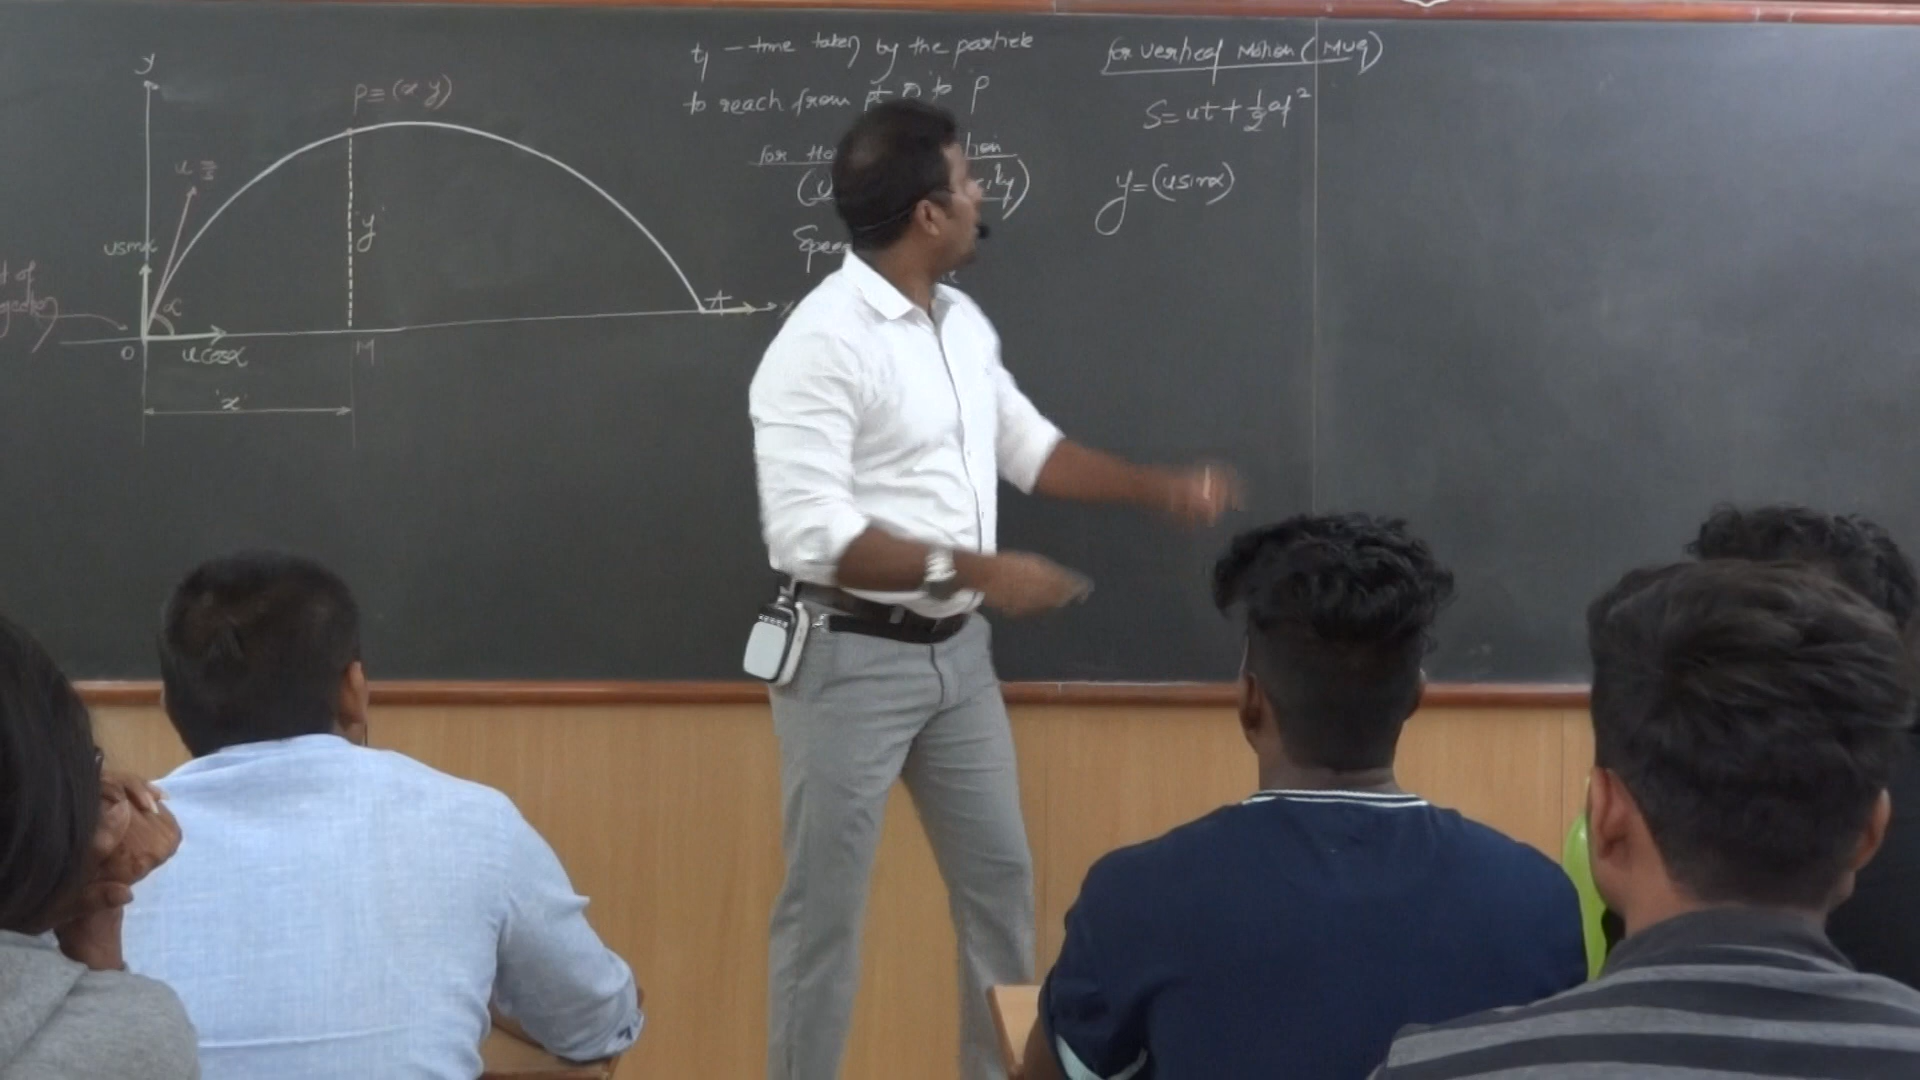 y
P≡(x y)
u
'y'
usinα
α
O
ucosα
M
A
x
'x'
t₁ – time taken by the particle
to reach from pt O to P
for
for vertical Motion (MUG)
S=ut+½at²
y=(usinα)